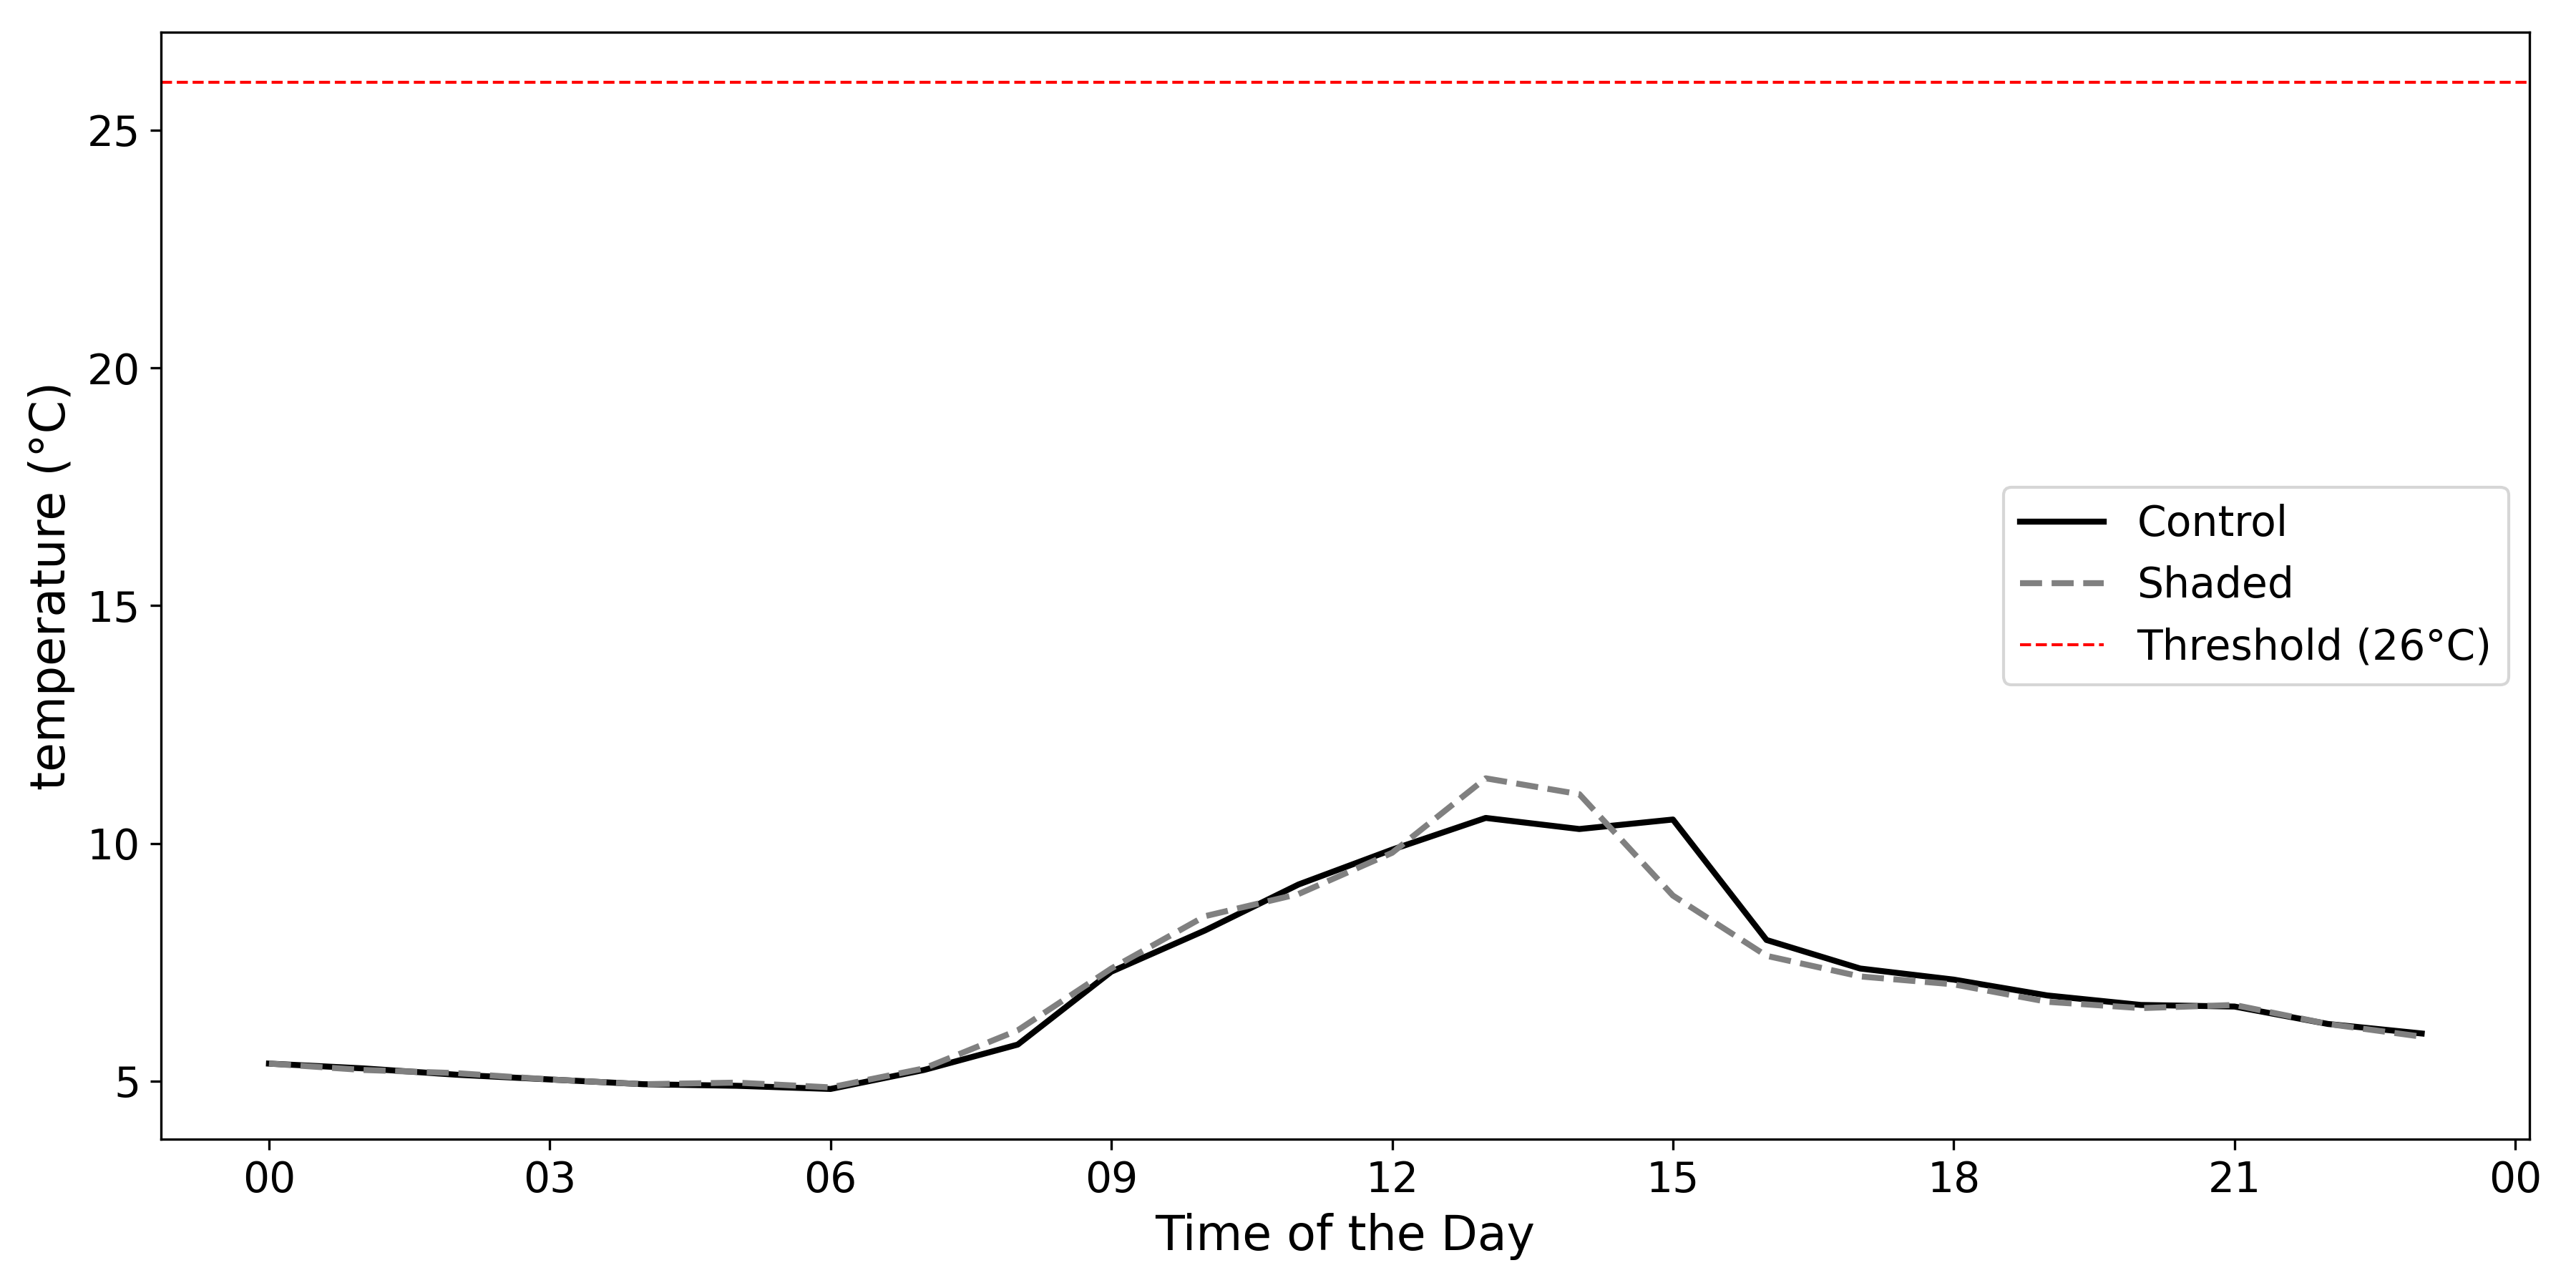 25
20
15
10
5
temperature (°C)
Control
Shaded
Threshold (26°C)
00 03 06 09 12 15 18 21 00
Time of the Day